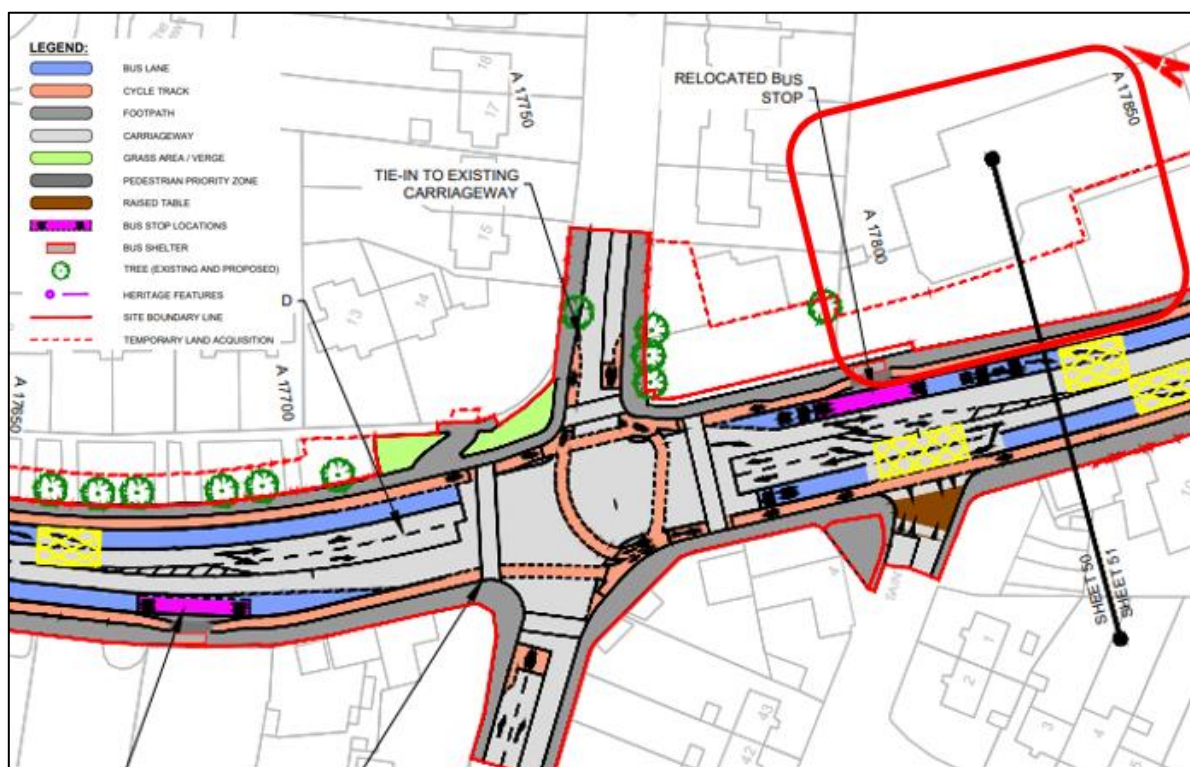 LEGEND:
BUS LANE
CYCLE TRACK
FOOTPATH
CARRIAGEWAY
GRASS AREA / VERGE
PEDESTRIAN PRIORITY ZONE
RAISED TABLE
BUS STOP LOCATIONS
BUS SHELTER
TREE (EXISTING AND PROPOSED)
HERITAGE FEATURES
SITE BOUNDARY LINE
TEMPORARY LAND ACQUISITION
D
A 17650
A 17700
A 17750
A 17800
A 17850
TIE-IN TO EXISTING
CARRIAGEWAY
RELOCATED BUS
STOP
SHEET 50
SHEET 51
18
17
15
14
13
4
1
2
3
4
43
42